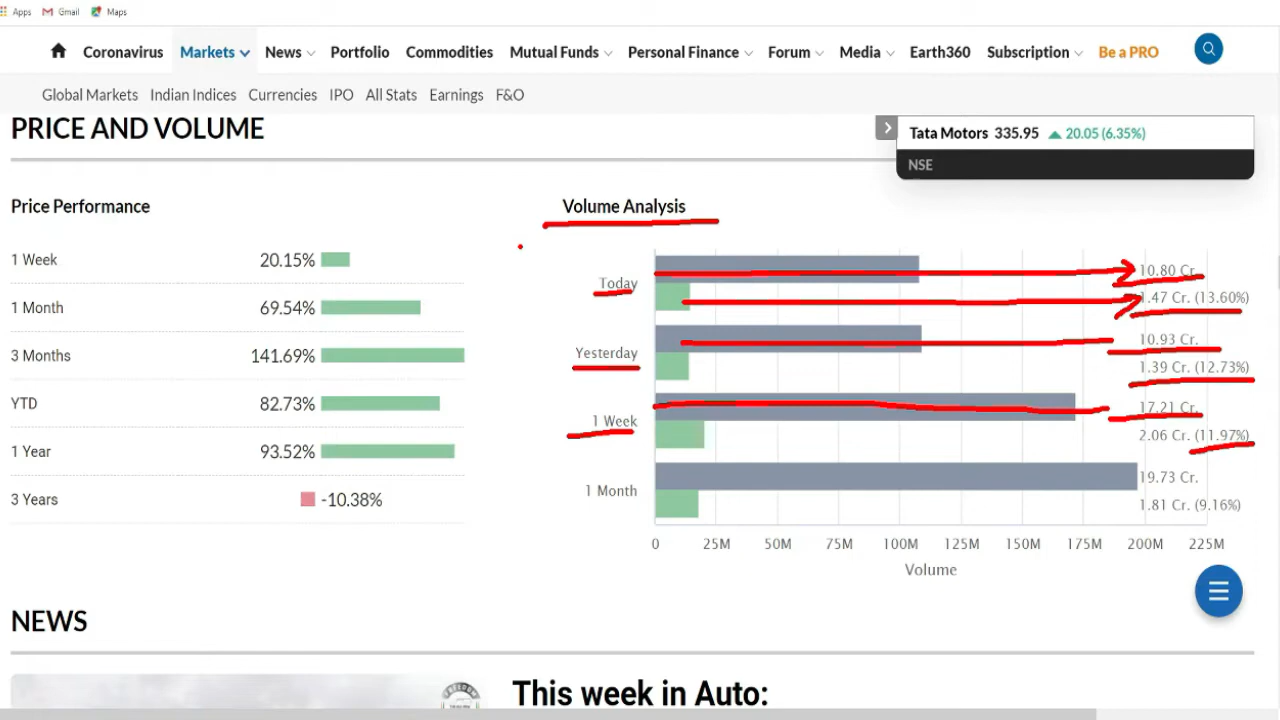 Apps Gmail Maps
Coronavirus Markets News Portfolio Commodities Mutual Funds Personal Finance Forum Media Earth360 Subscription Be a PRO
Global Markets Indian Indices Currencies IPO All Stats Earnings F&O
PRICE AND VOLUME
Tata Motors 335.95 20.05 (6.35%)
NSE
Price Performance
1 Week 20.15%
1 Month 69.54%
3 Months 141.69%
YTD 82.73%
1 Year 93.52%
3 Years -10.38%
Volume Analysis
Today 10.80 Cr.
1.47 Cr. (13.60%)
Yesterday 10.93 Cr.
1.39 Cr. (12.73%)
1 Week 17.21 Cr.
2.06 Cr. (11.97%)
1 Month 19.73 Cr.
1.81 Cr. (9.16%)
0 25M 50M 75M 100M 125M 150M 175M 200M 225M
Volume
NEWS
This week in Auto: